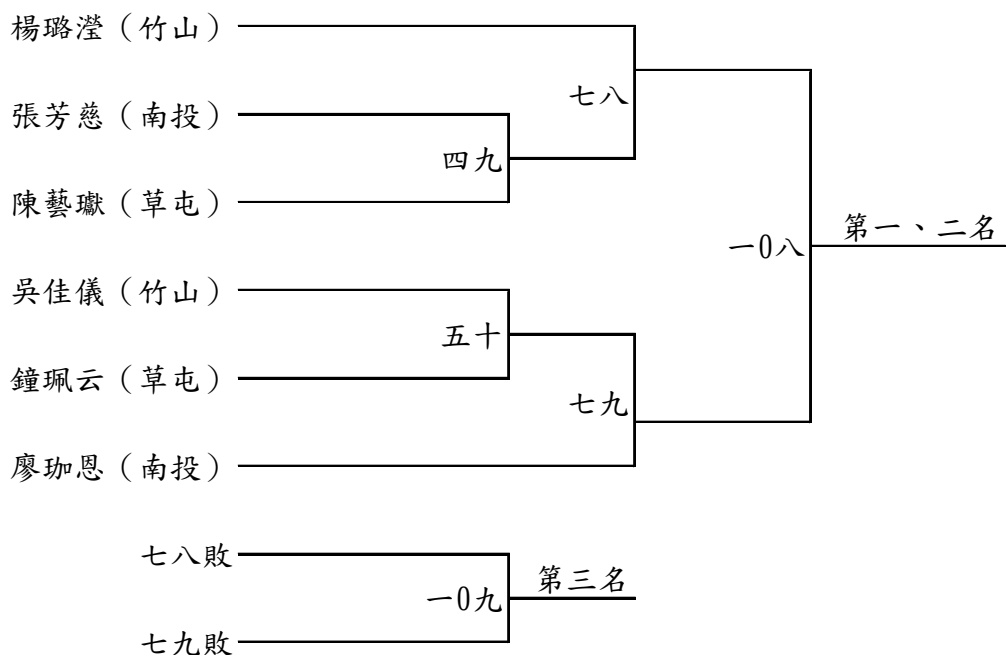 楊璐瀅（竹山）
七八
張芳慈（南投）
四九
陳藝瓛（草屯）
一0八
第一、二名
吳佳儀（竹山）
五十
鐘珮云（草屯）
七九
廖珈恩（南投）
七八敗
一0九
第三名
七九敗